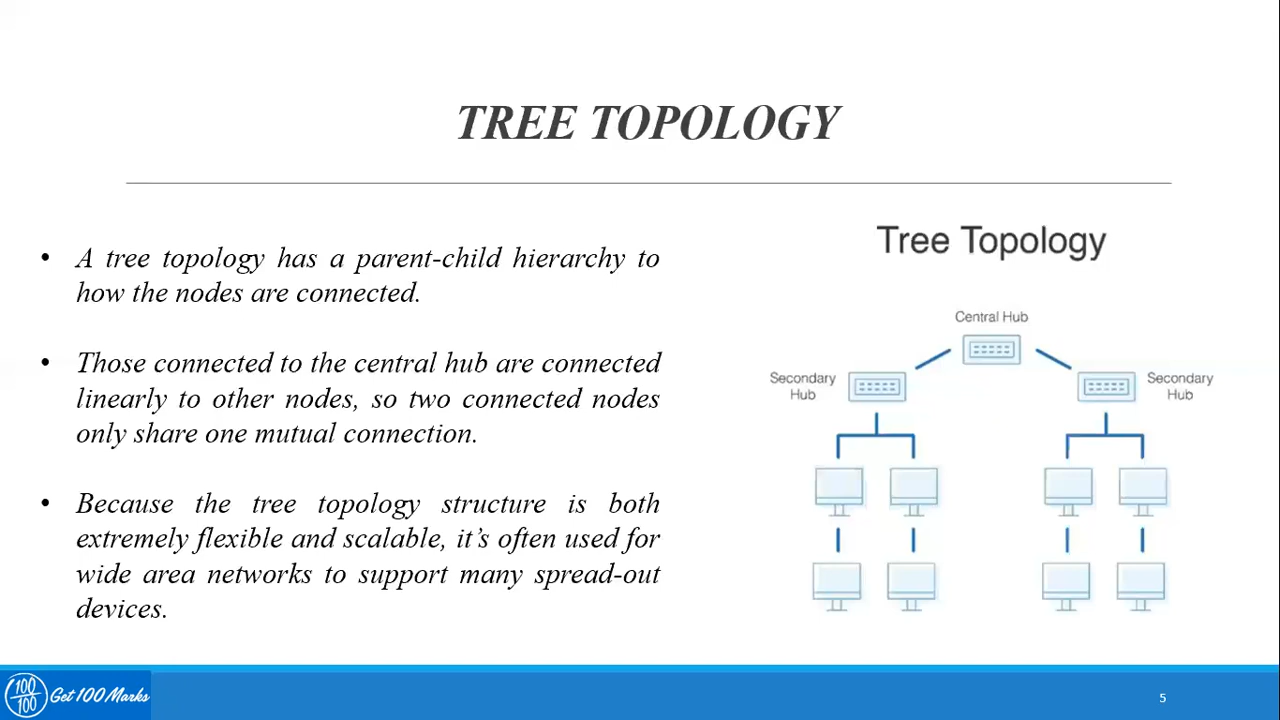 TREE TOPOLOGY
• A tree topology has a parent-child hierarchy to
how the nodes are connected.
• Those connected to the central hub are connected
linearly to other nodes, so two connected nodes
only share one mutual connection.
• Because the tree topology structure is both
extremely flexible and scalable, it’s often used for
wide area networks to support many spread-out
devices.
Tree Topology
Central Hub
Secondary
Hub
Secondary
Hub
100
100
Get 100 Marks
5